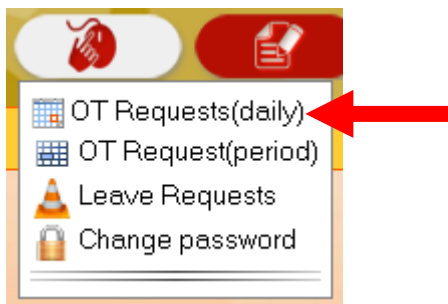 OT Requests(daily)
OT Request(period)
Leave Requests
Change password